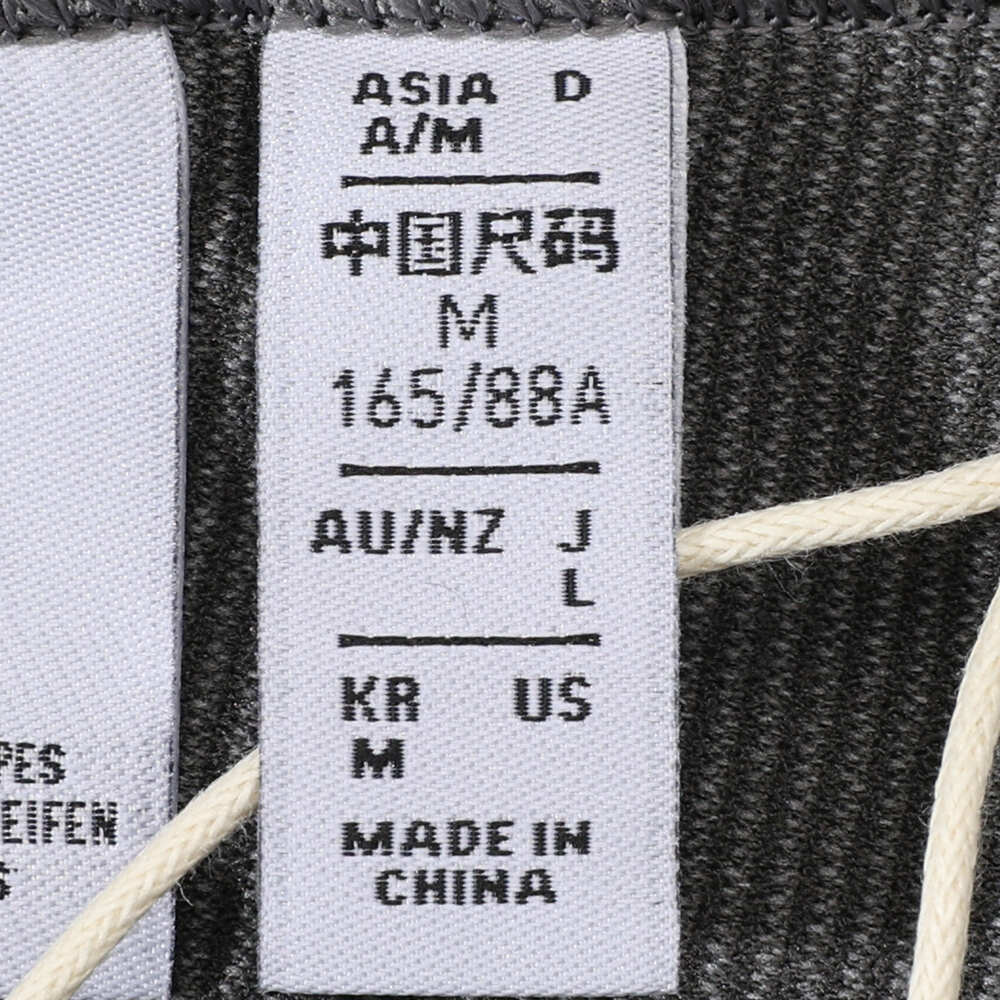 ASIA D
A/M
中国尺码
M
165/88A
AU/NZ J
L
KR US
M
MADE IN
CHINA
PES
EIFEN
S